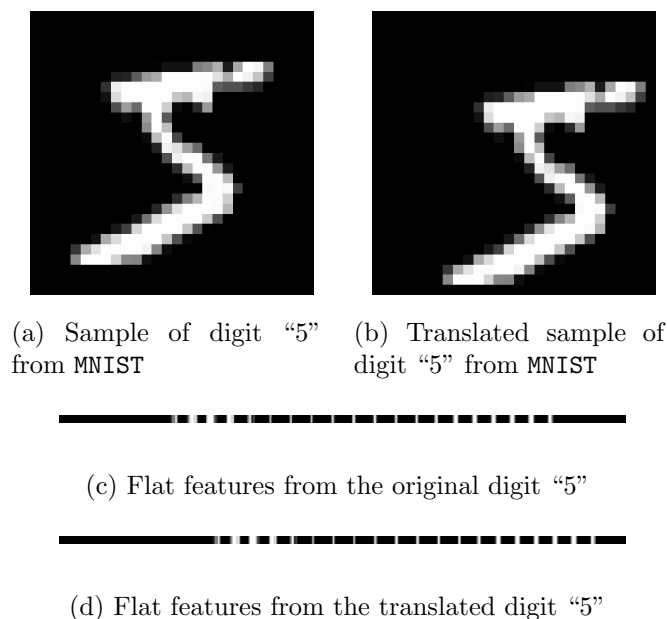 (a) Sample of digit “5”
from MNIST
(b) Translated sample of
digit “5” from MNIST
(c) Flat features from the original digit “5”
(d) Flat features from the translated digit “5”